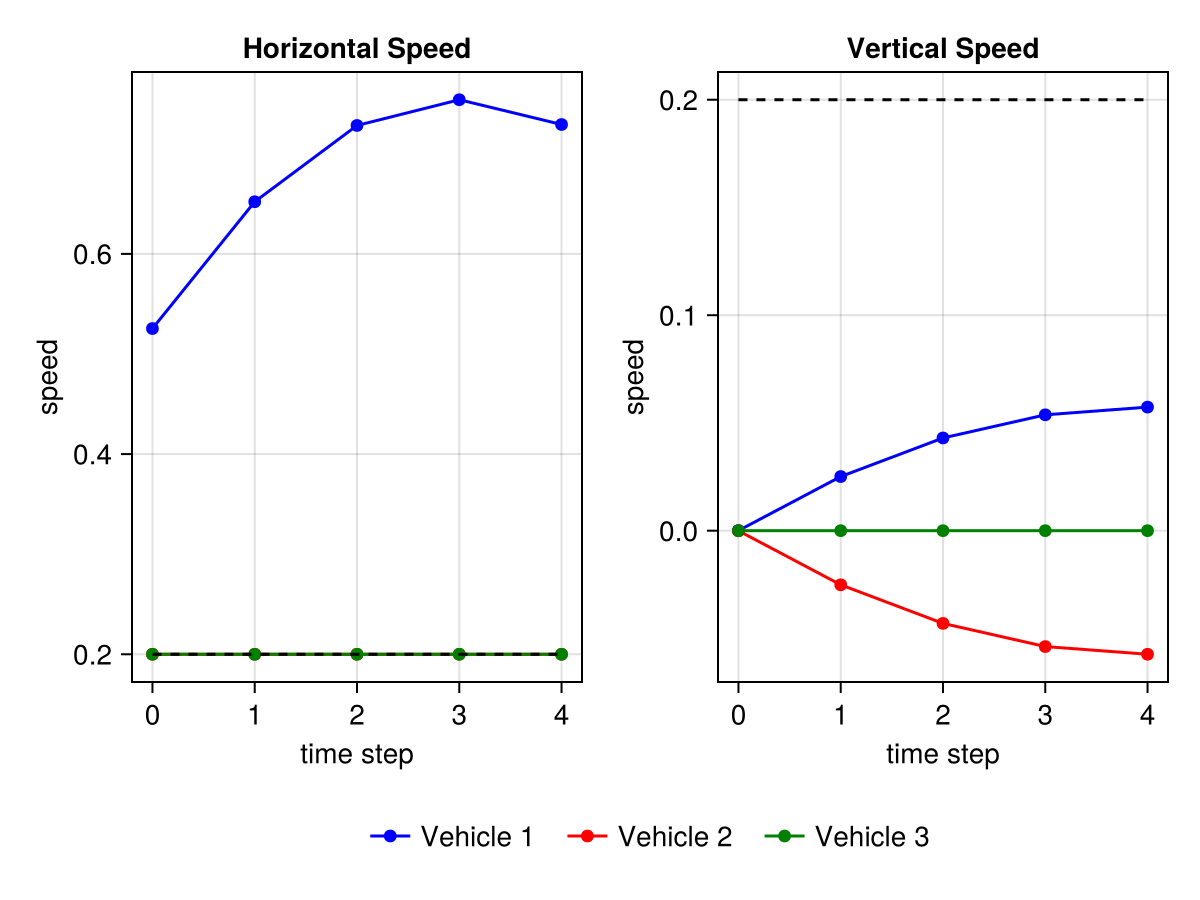 Horizontal Speed
speed
0.6
0.4
0.2
0
1
2
3
4
time step
Vertical Speed
speed
0.2
0.1
0.0
0
1
2
3
4
time step
Vehicle 1
Vehicle 2
Vehicle 3